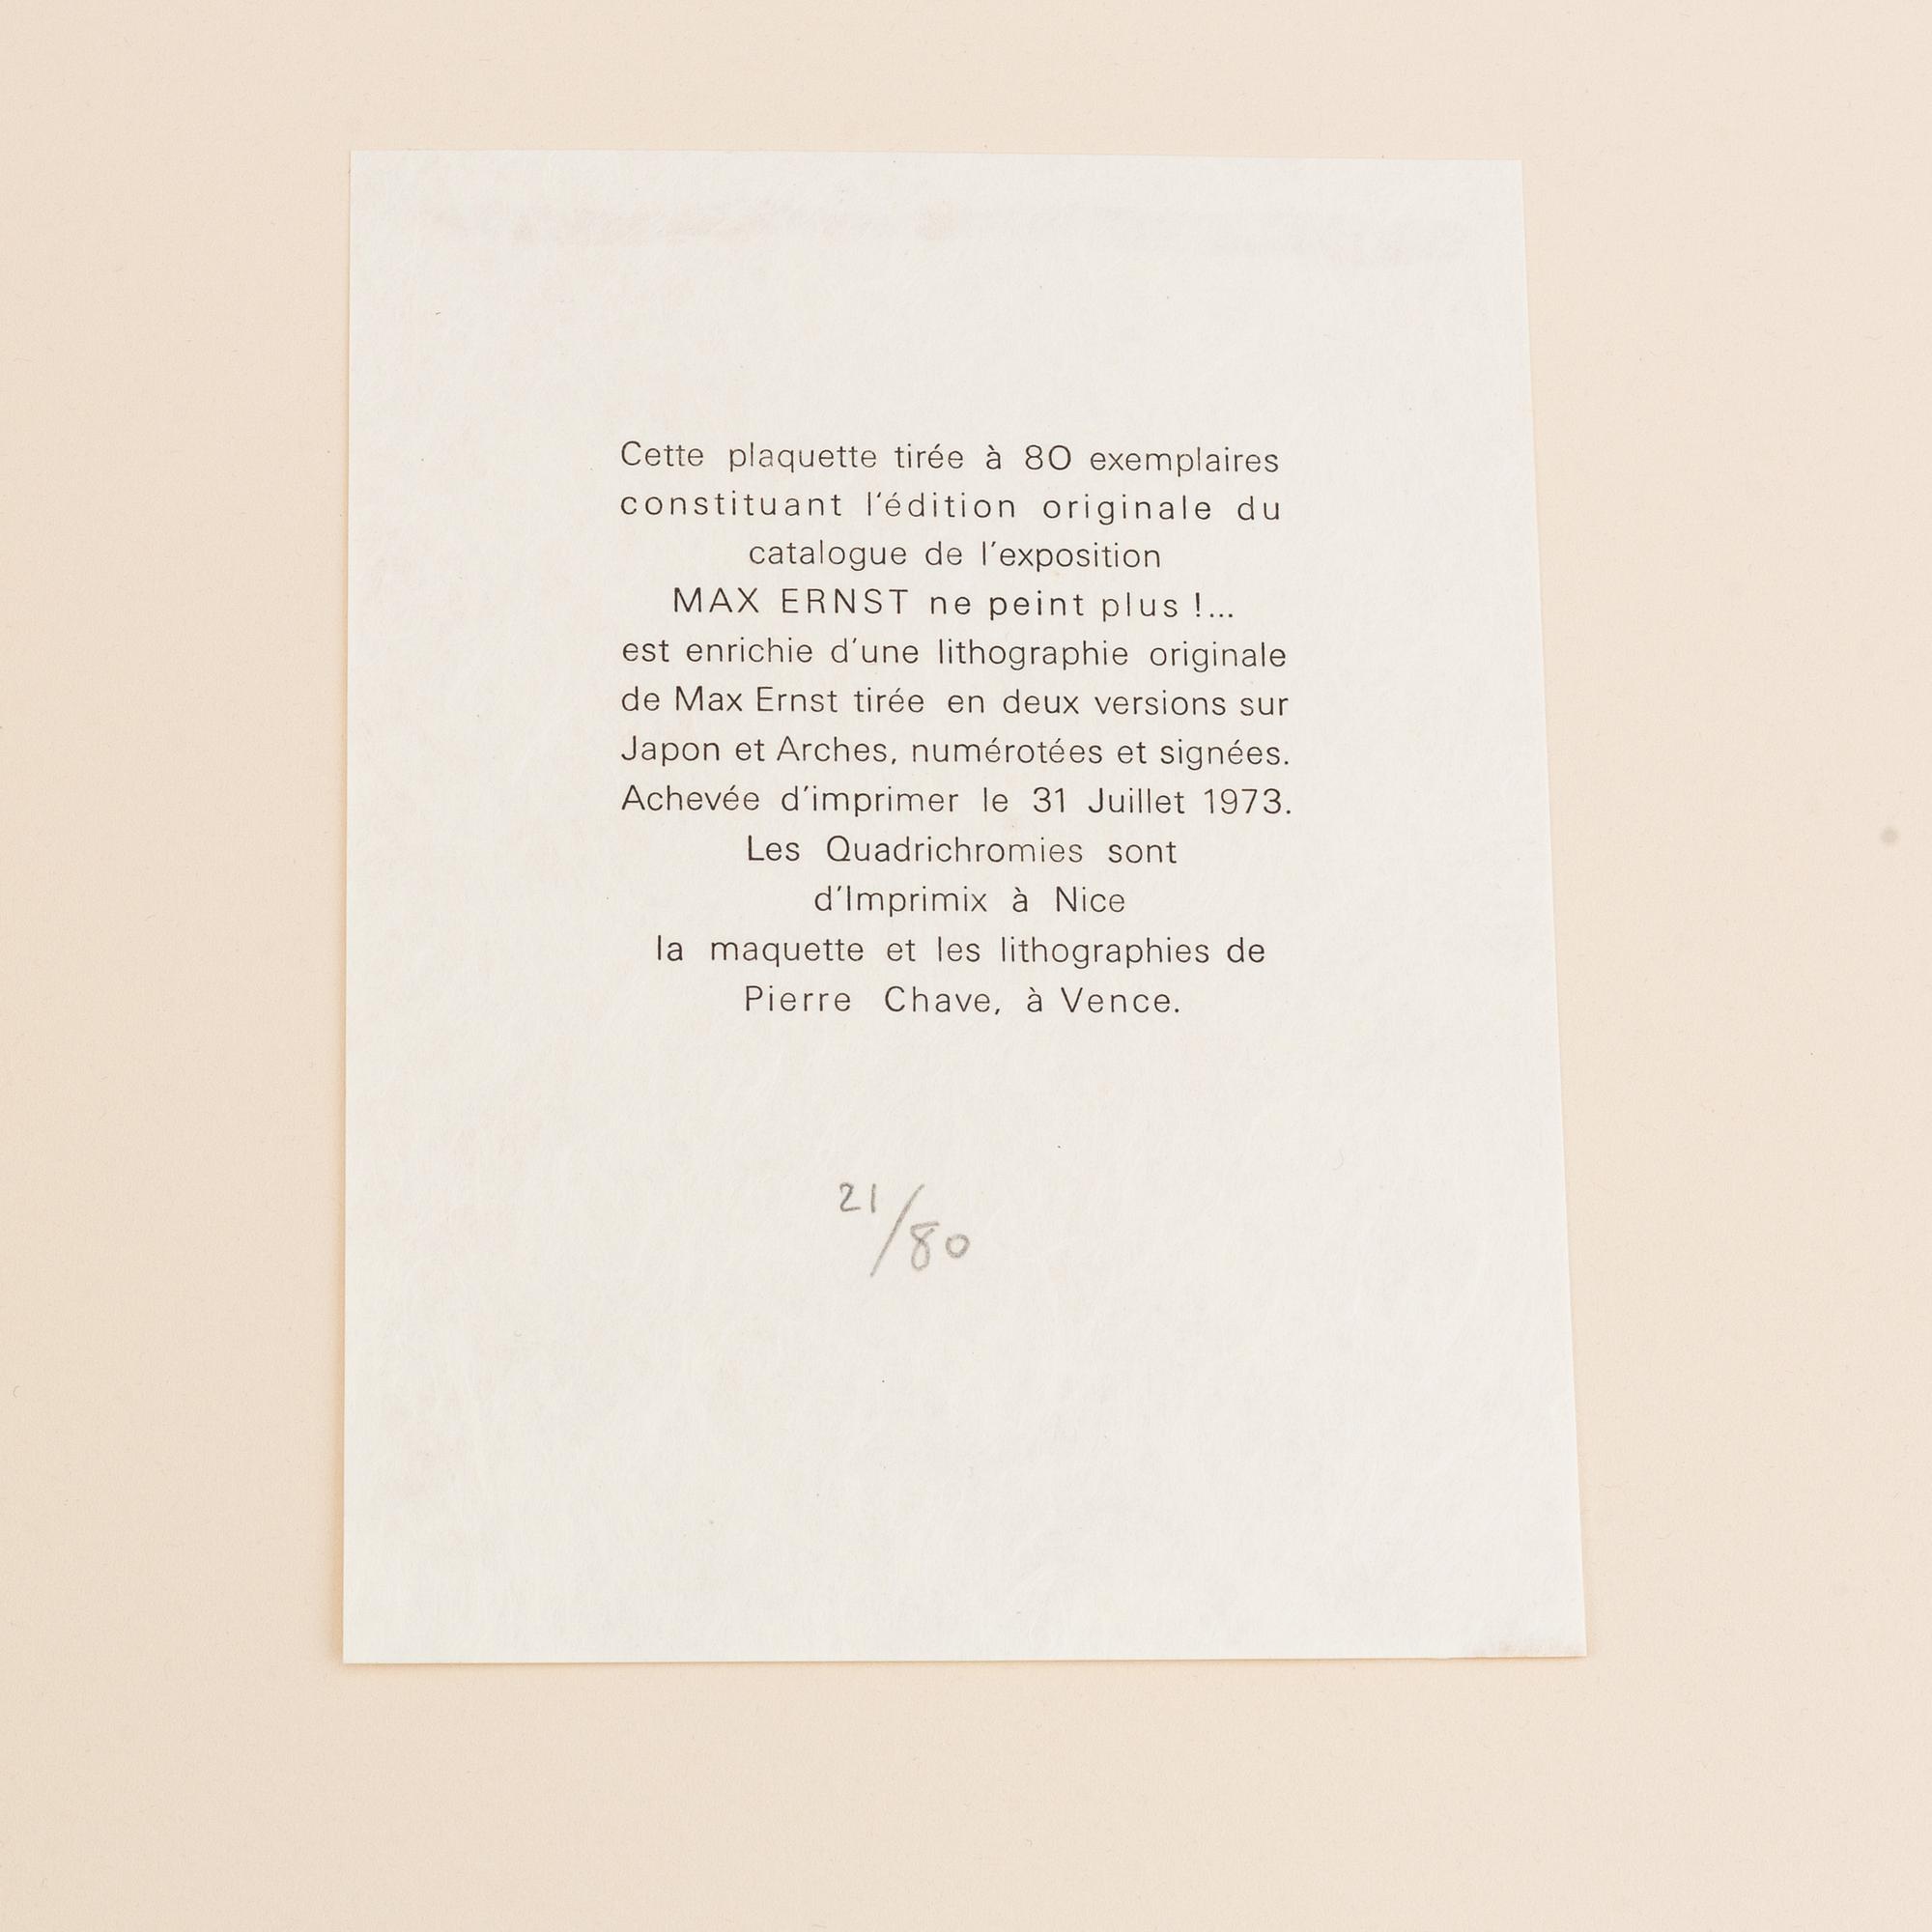 Cette plaquette tirée à 80 exemplaires
constituant l'édition originale du
catalogue de l'exposition
MAX ERNST ne peint plus !...
est enrichie d'une lithographie originale
de Max Ernst tirée en deux versions sur
Japon et Arches, numérotées et signées.
Achevée d'imprimer le 31 Juillet 1973.
Les Quadrichromies sont
d'Imprimix à Nice
la maquette et les lithographies de
Pierre Chave, à Vence.
21/80